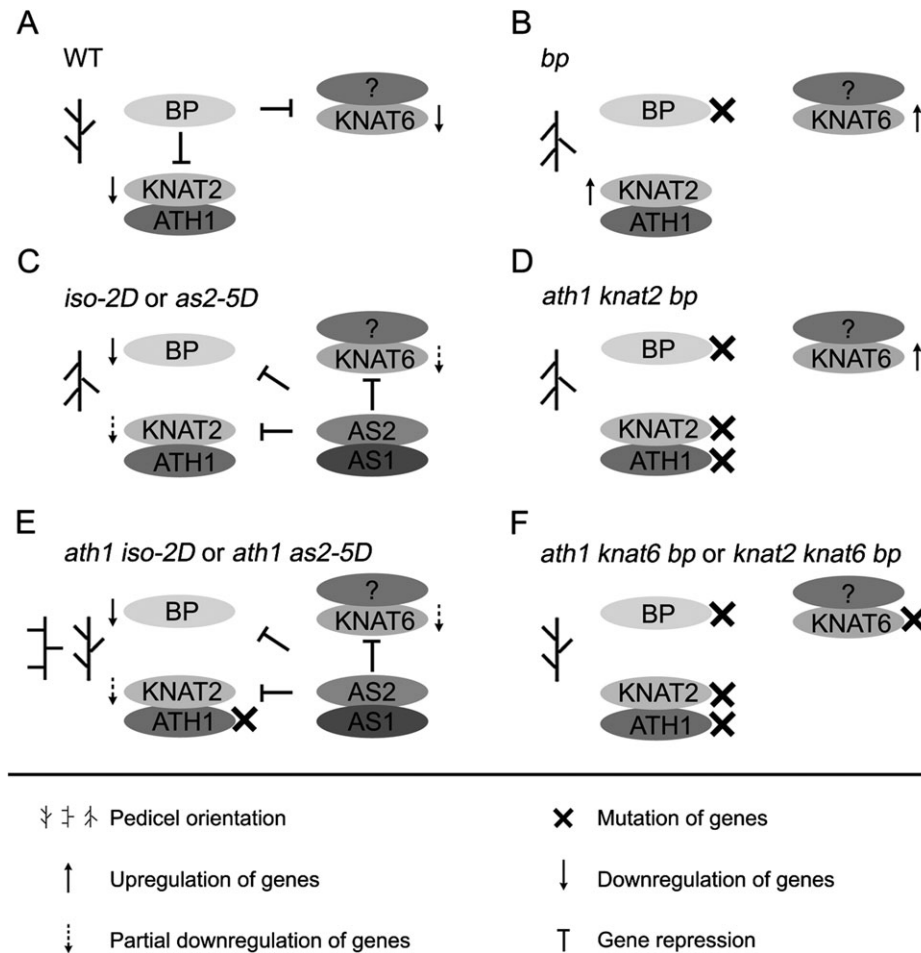 A
WT
BP
?
KNAT6
KNAT2
ATH1
B
bp
BP
?
KNAT6
KNAT2
ATH1
C
iso-2D or as2-5D
BP
?
KNAT6
KNAT2
ATH1
AS2
AS1
D
ath1 knat2 bp
BP
?
KNAT6
KNAT2
ATH1
E
ath1 iso-2D or ath1 as2-5D
BP
?
KNAT6
KNAT2
ATH1
AS2
AS1
F
ath1 knat6 bp or knat2 knat6 bp
BP
?
KNAT6
KNAT2
ATH1
Pedicel orientation
Mutation of genes
Upregulation of genes
Downregulation of genes
Partial downregulation of genes
Gene repression